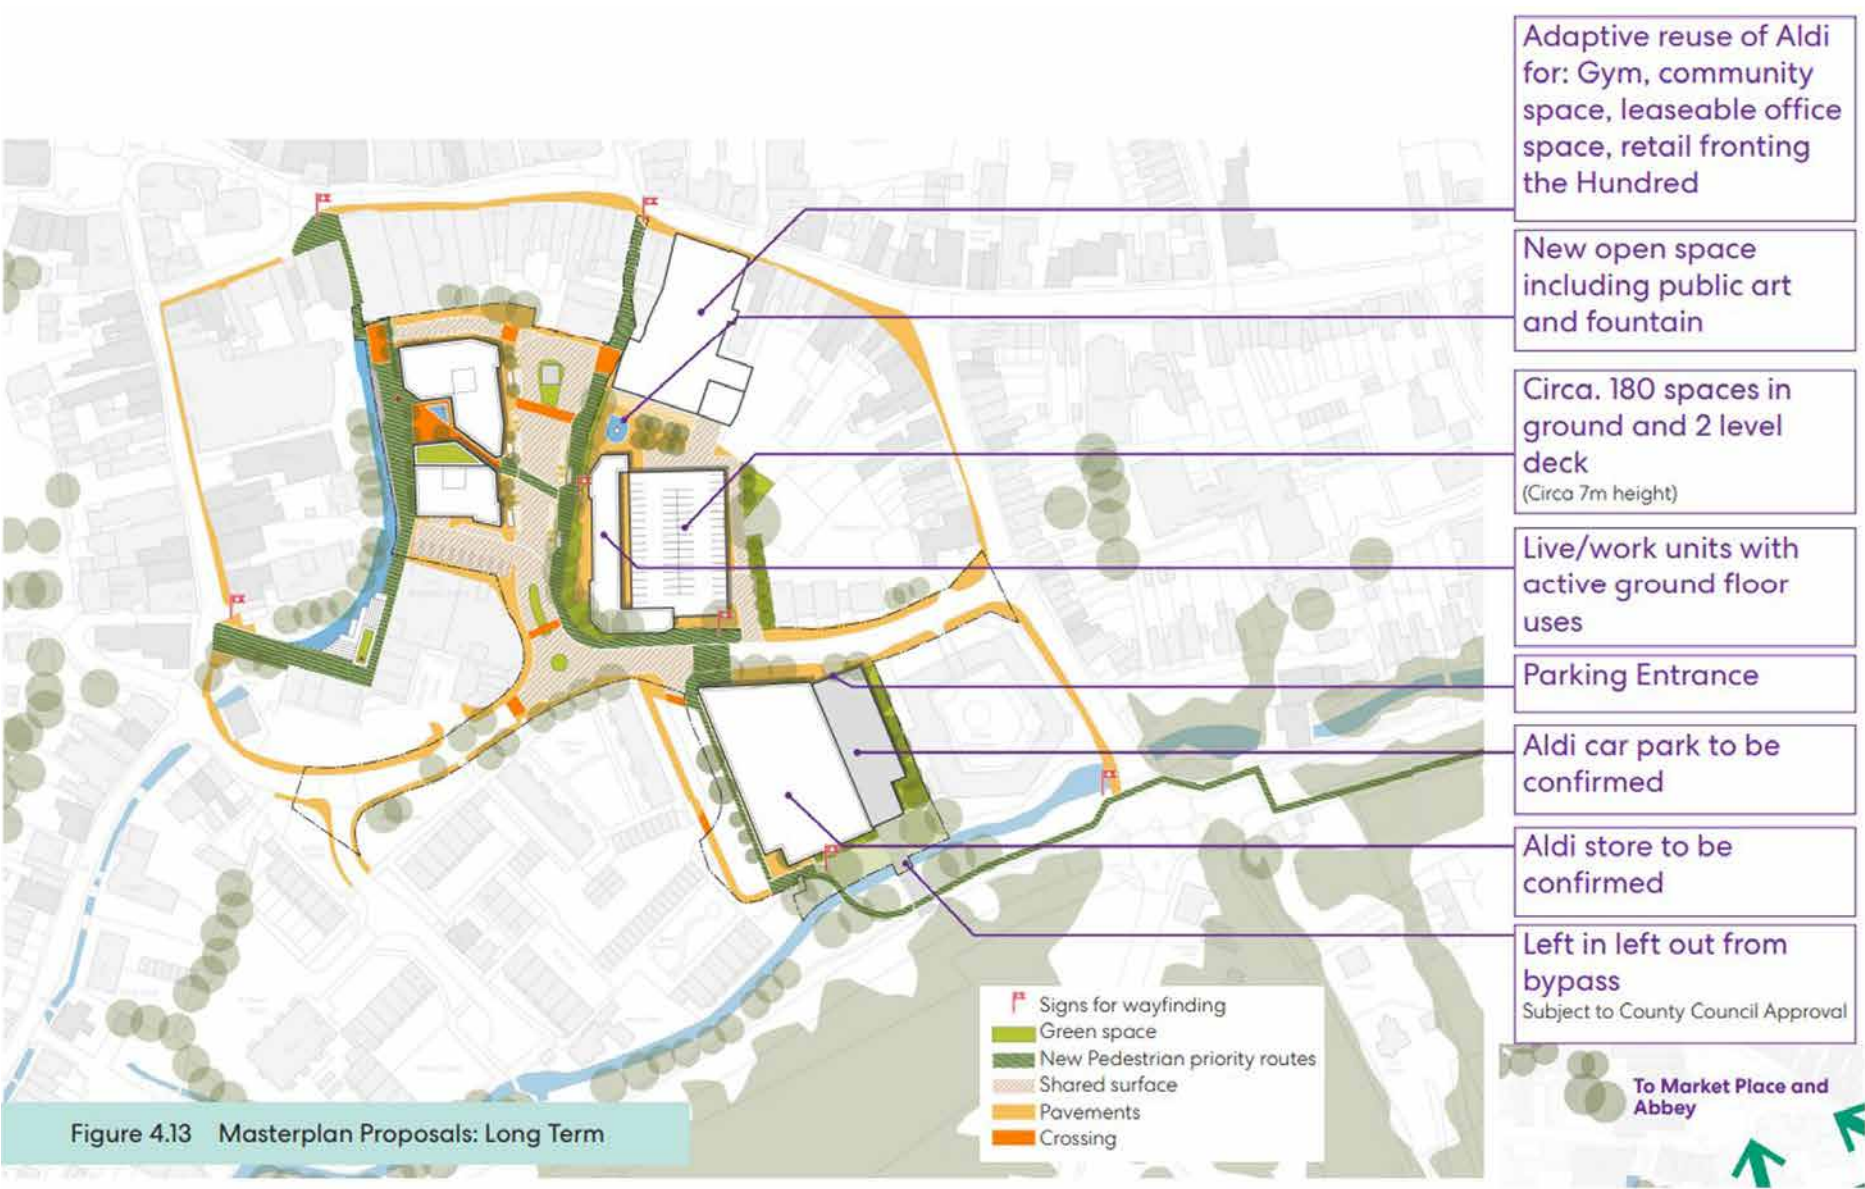 Adaptive reuse of Aldi
for: Gym, community
space, leaseable office
space, retail fronting
the Hundred
New open space
including public art
and fountain
Circa. 180 spaces in
ground and 2 level
deck
(Circa 7m height)
Live/work units with
active ground floor
uses
Parking Entrance
Aldi car park to be
confirmed
Aldi store to be
confirmed
Left in left out from
bypass
Subject to County Council Approval
Signs for wayfinding
Green space
New Pedestrian priority routes
Shared surface
Pavements
Crossing
To Market Place and
Abbey
Figure 4.13 Masterplan Proposals: Long Term